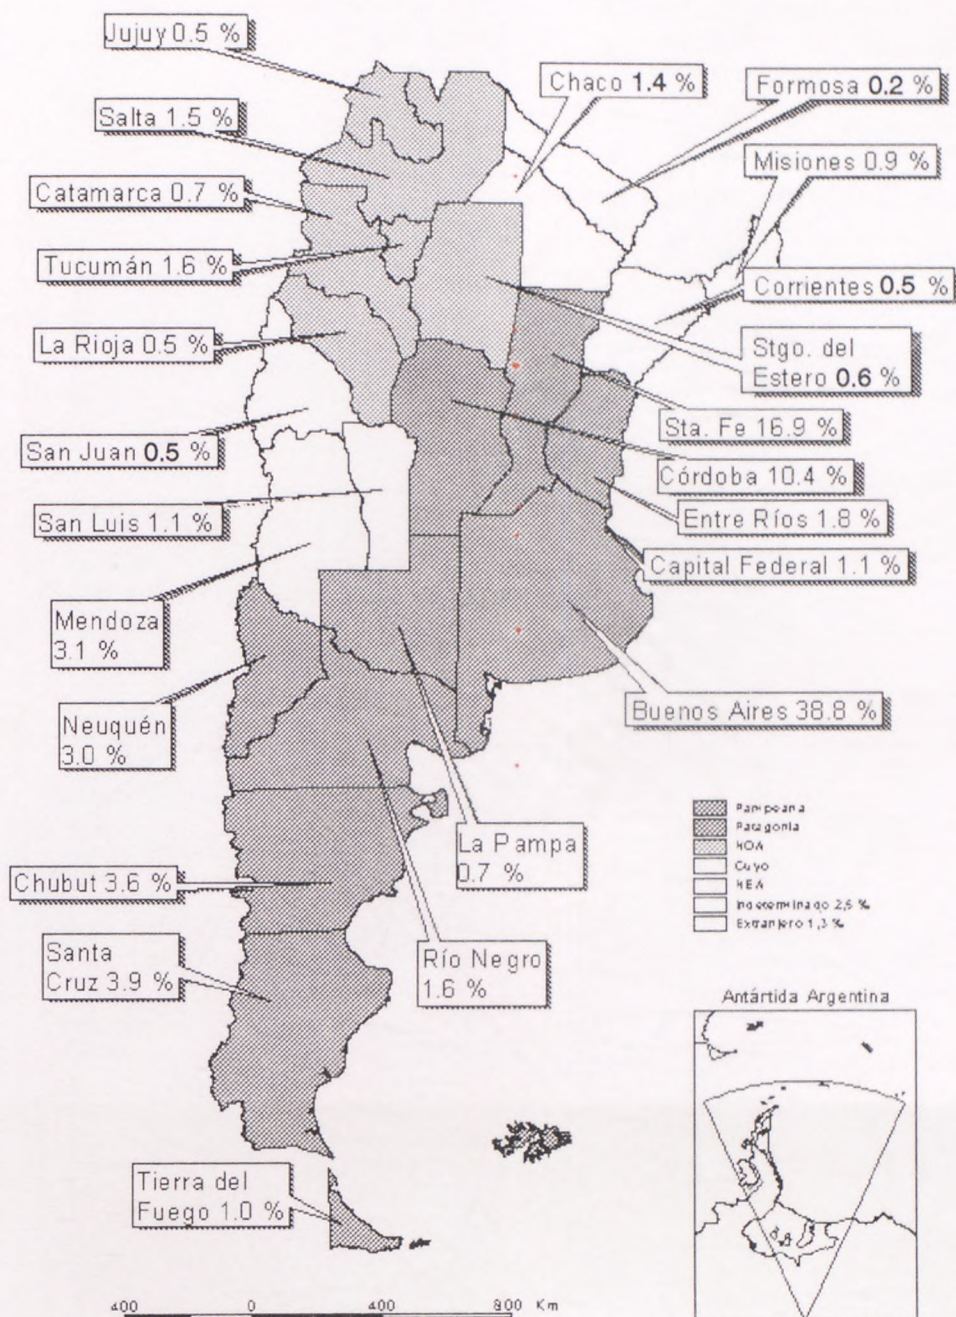 Jujuy 0.5 %
Chaco 1.4 %
Formosa 0.2 %
Salta 1.5 %
Misiones 0.9 %
Catamarca 0.7 %
Tucumán 1.6 %
Corrientes 0.5 %
La Rioja 0.5 %
Stgo. del
Estero 0.6 %
Sta. Fe 16.9 %
San Juan 0.5 %
Córdoba 10.4 %
San Luis 1.1 %
Entre Ríos 1.8 %
Capital Federal 1.1 %
Mendoza
3.1 %
Buenos Aires 38.8 %
Neuquén
3.0 %
La Pampa
0.7 %
Pampeana
Patagonia
NOA
Cuyo
NEA
Indeterminado 2,5 %
Extranjero 1,3 %
Chubut 3.6 %
Santa
Cruz 3.9 %
Río Negro
1.6 %
Antártida Argentina
Tierra del
Fuego 1.0 %
400 0 400 800 Km